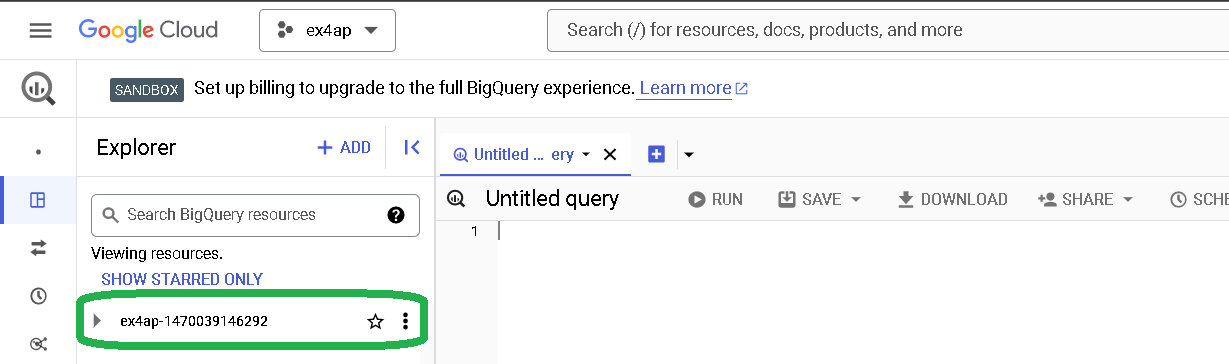 Google Cloud
ex4ap
Search (/) for resources, docs, products, and more
SANDBOX Set up billing to upgrade to the full BigQuery experience. Learn more
Explorer
+ ADD
Untitled ... ery
Untitled query
RUN
SAVE
DOWNLOAD
SHARE
SCHE
Search BigQuery resources
Viewing resources.
SHOW STARRED ONLY
ex4ap-1470039146292
1